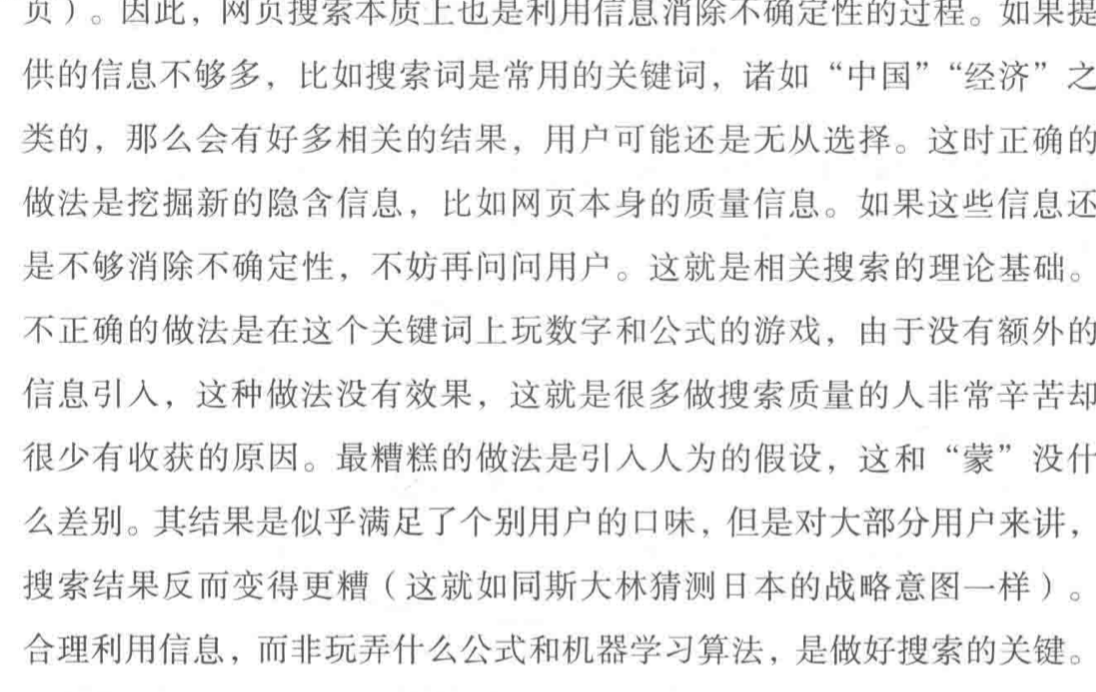 页）。因此，网页搜索本质上也是利用信息消除不确定性的过程。如果提
供的信息不够多，比如搜索词是常用的关键词，诸如“中国”“经济”之
类的，那么会有好多相关的结果，用户可能还是无从选择。这时正确的
做法是挖掘新的隐含信息，比如网页本身的质量信息。如果这些信息还
是不够消除不确定性，不妨再问问用户。这就是相关搜索的理论基础。
不正确的做法是在这个关键词上玩数字和公式的游戏，由于没有额外的
信息引入，这种做法没有效果，这就是很多做搜索质量的人非常辛苦却
很少有收获的原因。最糟糕的做法是引入人为的假设，这和“蒙”没什
么差别。其结果是似乎满足了个别用户的口味，但是对大部分用户来讲，
搜索结果反而变得更糟（这就如同斯大林猜测日本的战略意图一样）。
合理利用信息，而非玩弄什么公式和机器学习算法，是做好搜索的关键。